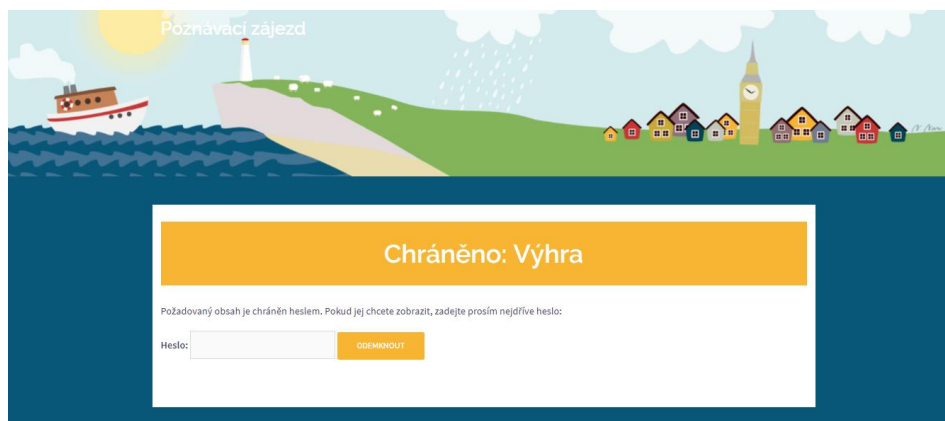 Poznávací zájezd
Chráněno: Výhra
Požadovaný obsah je chráněn heslem. Pokud jej chcete zobrazit, zadejte prosím nejdříve heslo:
Heslo:
ODEMKNOUT